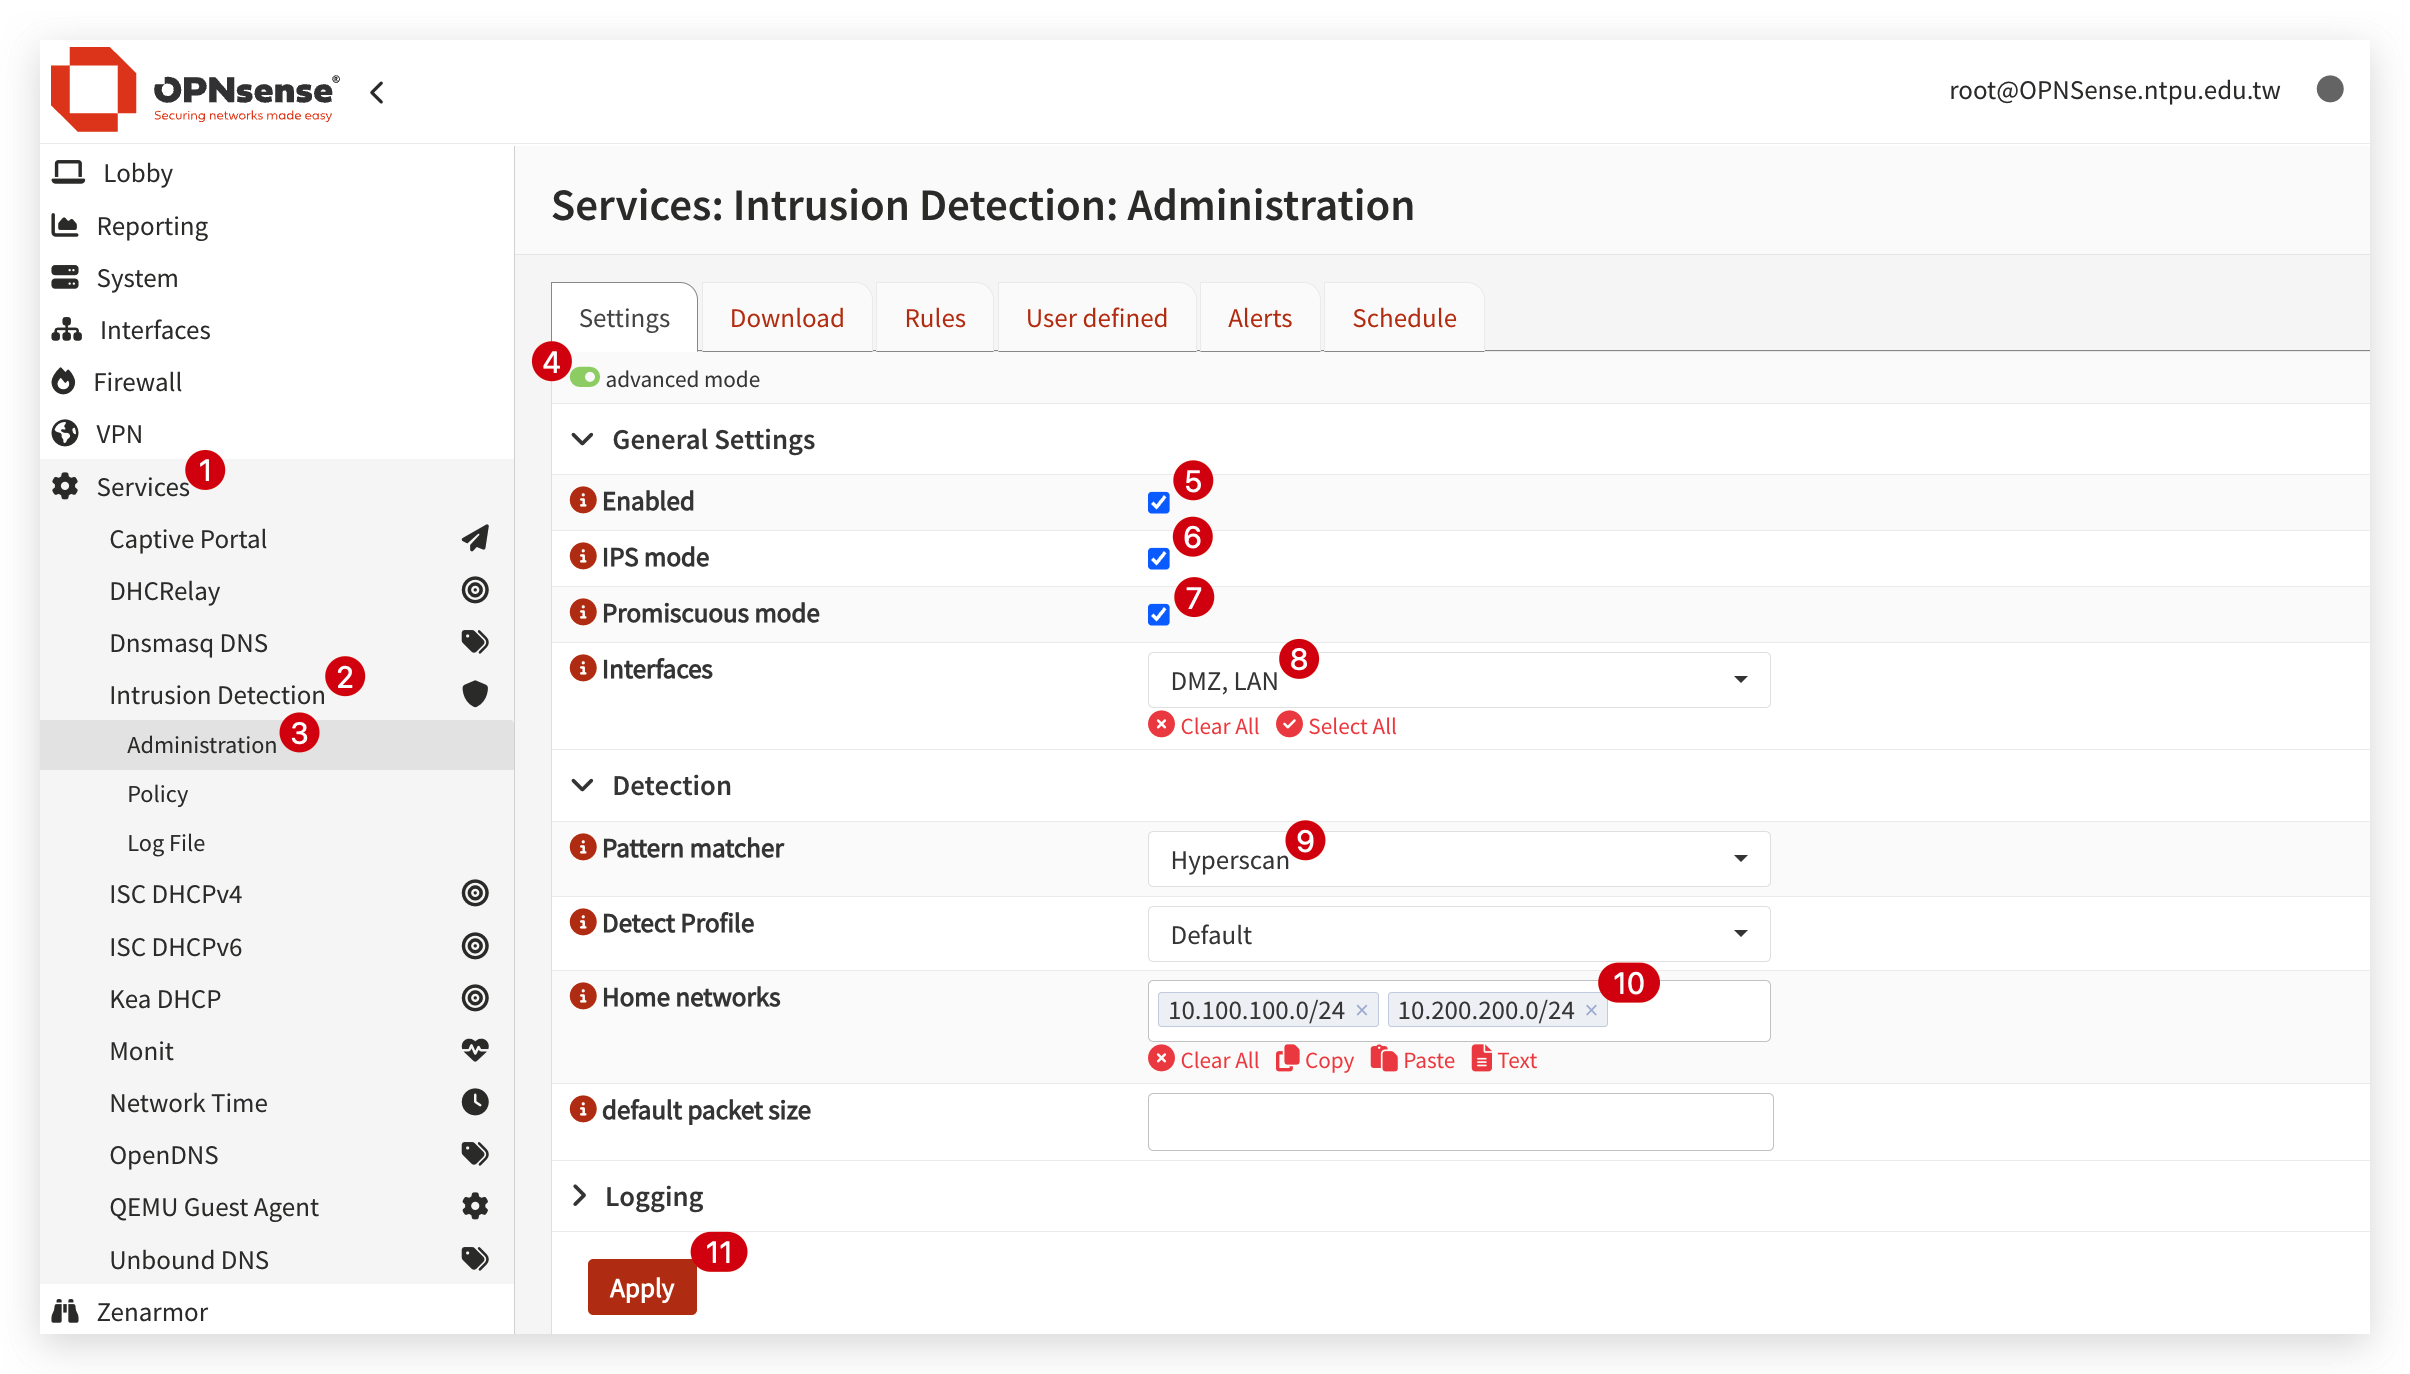 OPNsense®
Securing networks made easy
root@OPNSense.ntpu.edu.tw
Lobby
Reporting
System
Interfaces
Firewall
VPN
Services 1
Captive Portal
DHCRelay
Dnsmasq DNS
Intrusion Detection 2
Administration 3
Policy
Log File
ISC DHCPv4
ISC DHCPv6
Kea DHCP
Monit
Network Time
OpenDNS
QEMU Guest Agent
Unbound DNS
Zenarmor
Services: Intrusion Detection: Administration
Settings Download Rules User defined Alerts Schedule
4 advanced mode
General Settings
Enabled 5
IPS mode 6
Promiscuous mode 7
Interfaces DMZ, LAN 8
Clear All Select All
Detection
Pattern matcher Hyperscan 9
Detect Profile Default
Home networks 10.100.100.0/24 × 10.200.200.0/24 × 10
Clear All Copy Paste Text
default packet size
Logging
Apply 11